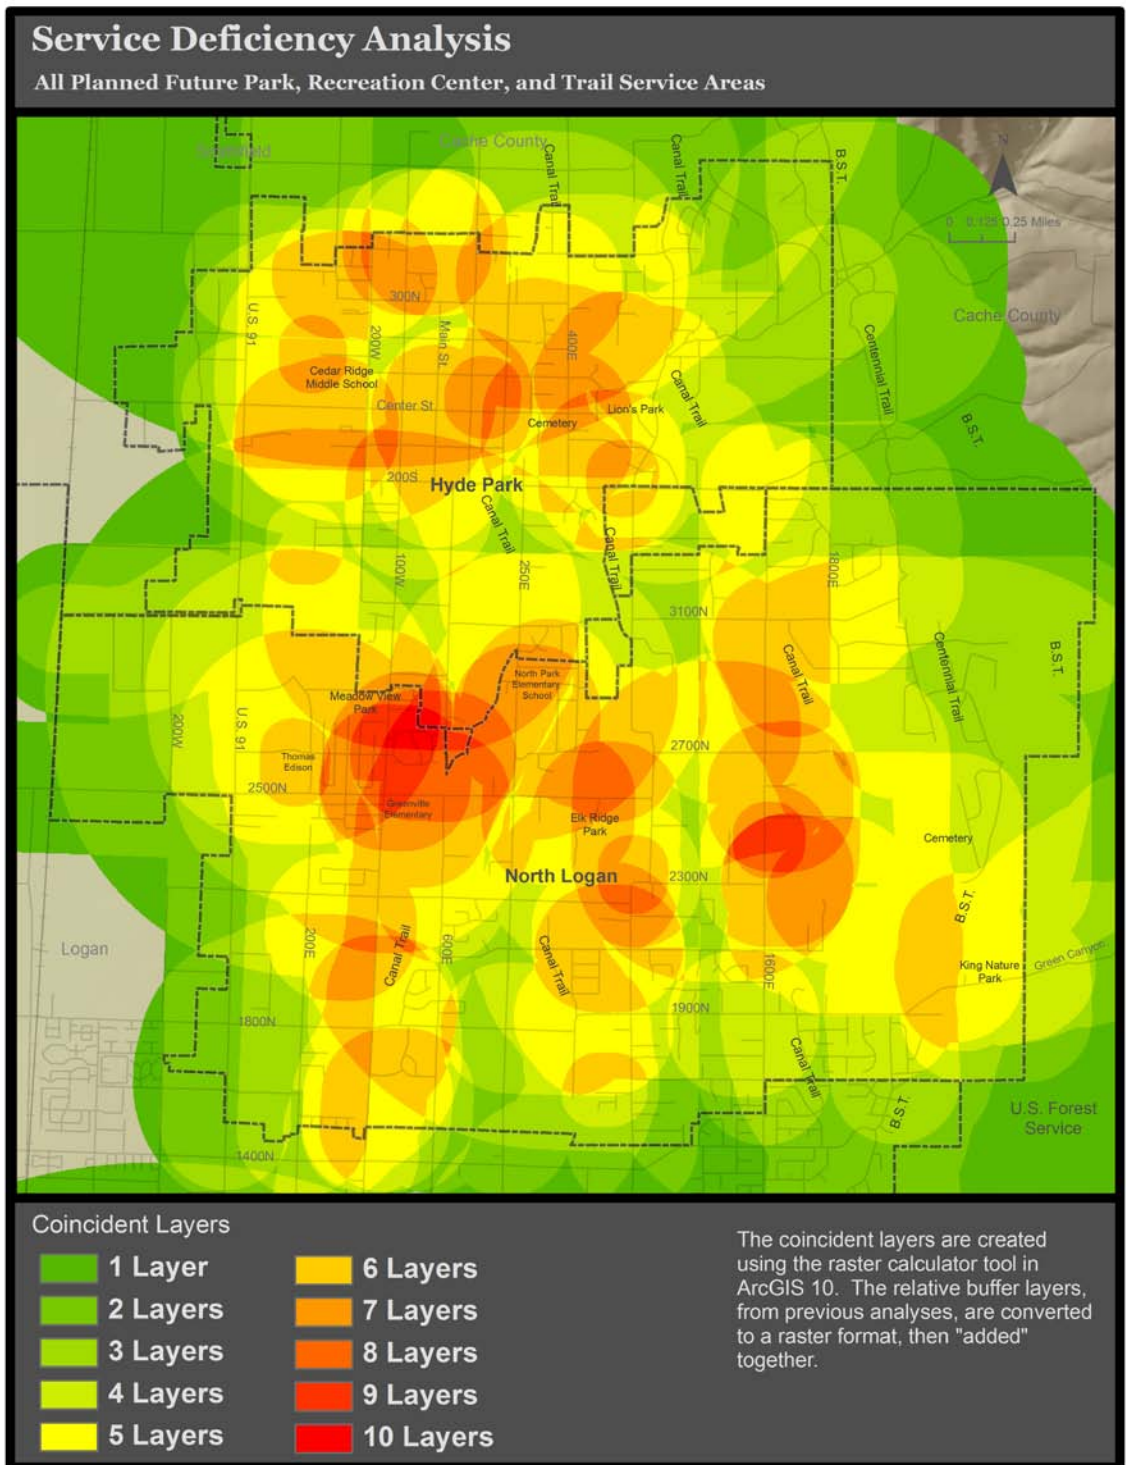 Service Deficiency Analysis
All Planned Future Park, Recreation Center, and Trail Service Areas
Cache County
Canal Trail
Canal Trail
B.S.T.
N
0 0.125 0.25 Miles
Cache County
300N
U.S. 91
200W
Main St.
400E
Centennial Trail
Cedar Ridge
Middle School
Center St.
Canal Trail
Lion's Park
Cemetery
B.S.T.
200S
Hyde Park
Canal Trail
Canal Trail
100W
250E
1800E
3100N
Canal Trail
Centennial Trail
B.S.T.
North Park
Elementary
School
Meadow View
Park
200W
U.S. 91
2700N
Thomas
Edison
2500N
Greenville
Elementary
Elk Ridge
Park
Cemetery
North Logan
2300N
B.S.T.
Logan
200E
Canal Trail
600E
Canal Trail
1600E
King Nature
Park
Green Canyon
1900N
1800N
Canal Trail
B.S.T.
U.S. Forest
Service
1400N
Coincident Layers
1 Layer
2 Layers
3 Layers
4 Layers
5 Layers
6 Layers
7 Layers
8 Layers
9 Layers
10 Layers
The coincident layers are created
using the raster calculator tool in
ArcGIS 10. The relative buffer layers,
from previous analyses, are converted
to a raster format, then "added"
together.